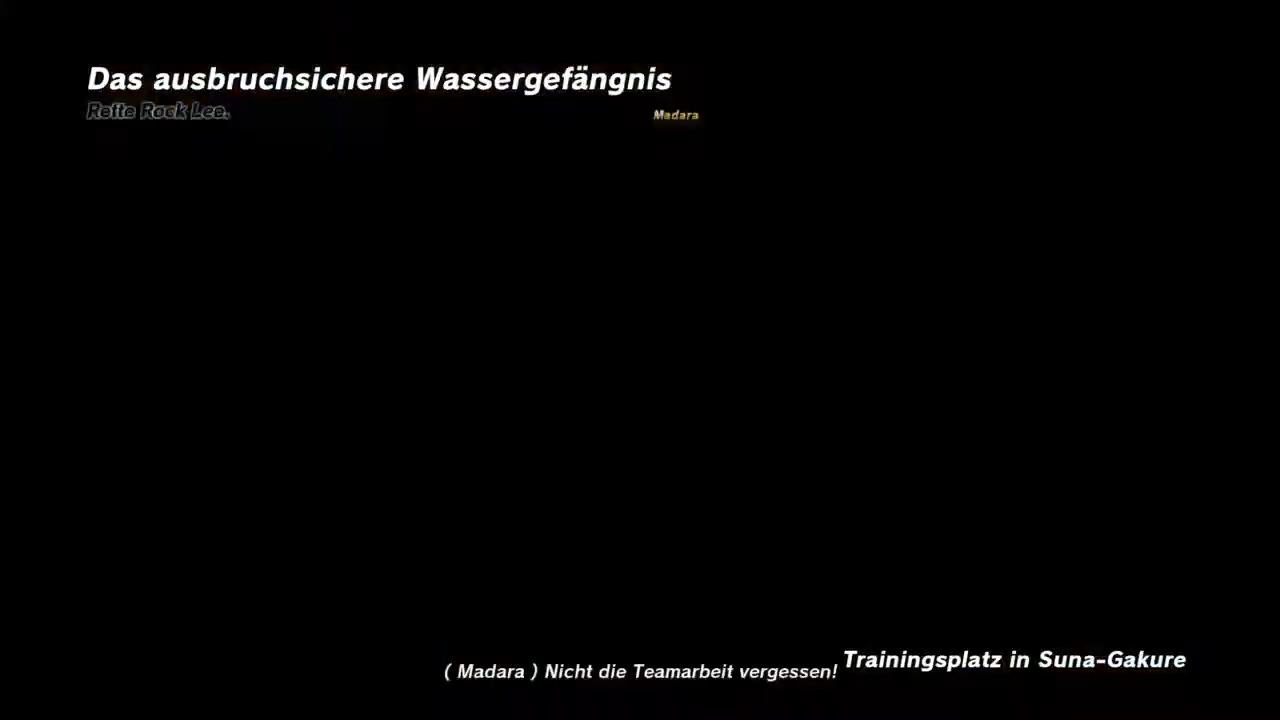 Das ausbruchsichere Wassergefängnis
Rette Rock Lee.
Madara
( Madara ) Nicht die Teamarbeit vergessen!
Trainingsplatz in Suna-Gakure